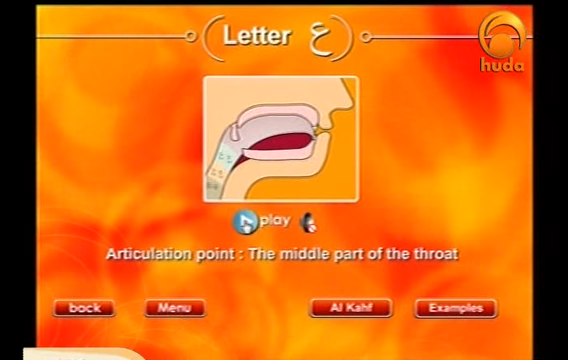 Letter ع
huda
play
Articulation point : The middle part of the throat
back
Menu
Al Kahf
Examples